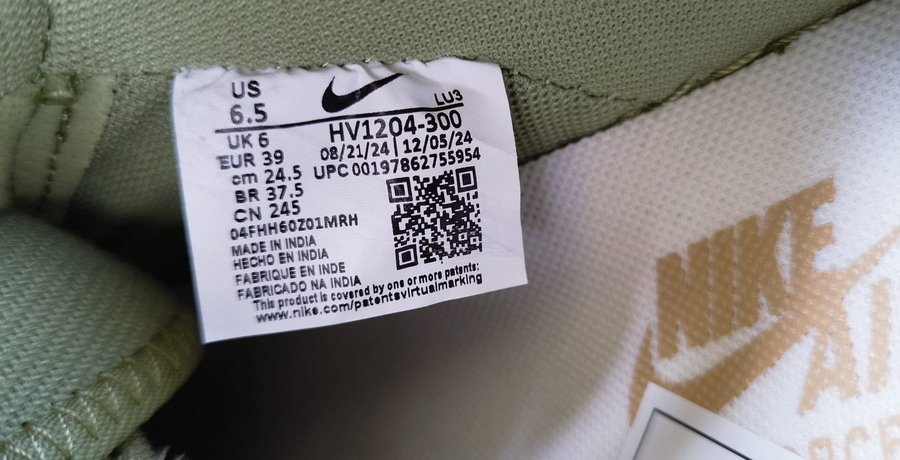 US
6.5
LU3
UK 6
EUR 39
cm 24.5
BR 37.5
CN 245
HV1204-300
08/21/24 | 12/05/24
UPC 00197862755954
04FHH60Z01MRH
MADE IN INDIA
HECHO EN INDIA
FABRIQUE EN INDE
FABRICADO NA INDIA
This product is covered by one or more patents:
www.nike.com/patentsvirtualmarking
NIKE
AI